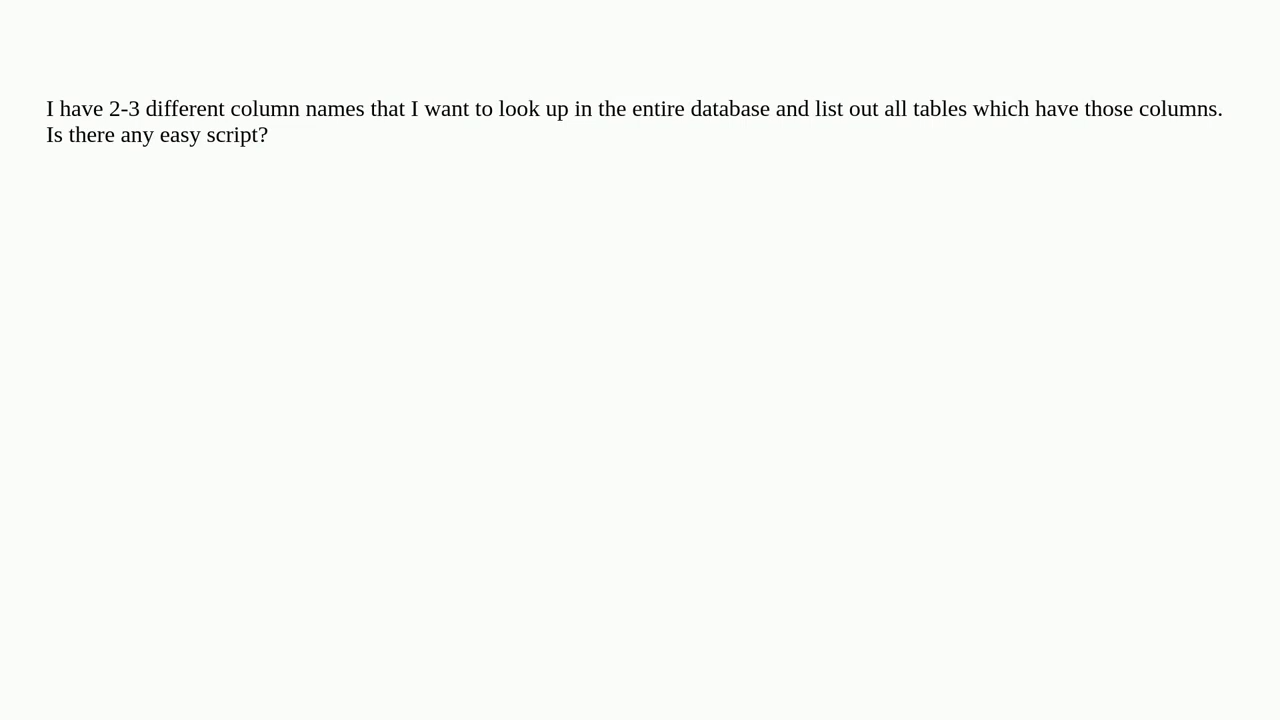 I have 2-3 different column names that I want to look up in the entire database and list out all tables which have those columns.
Is there any easy script?